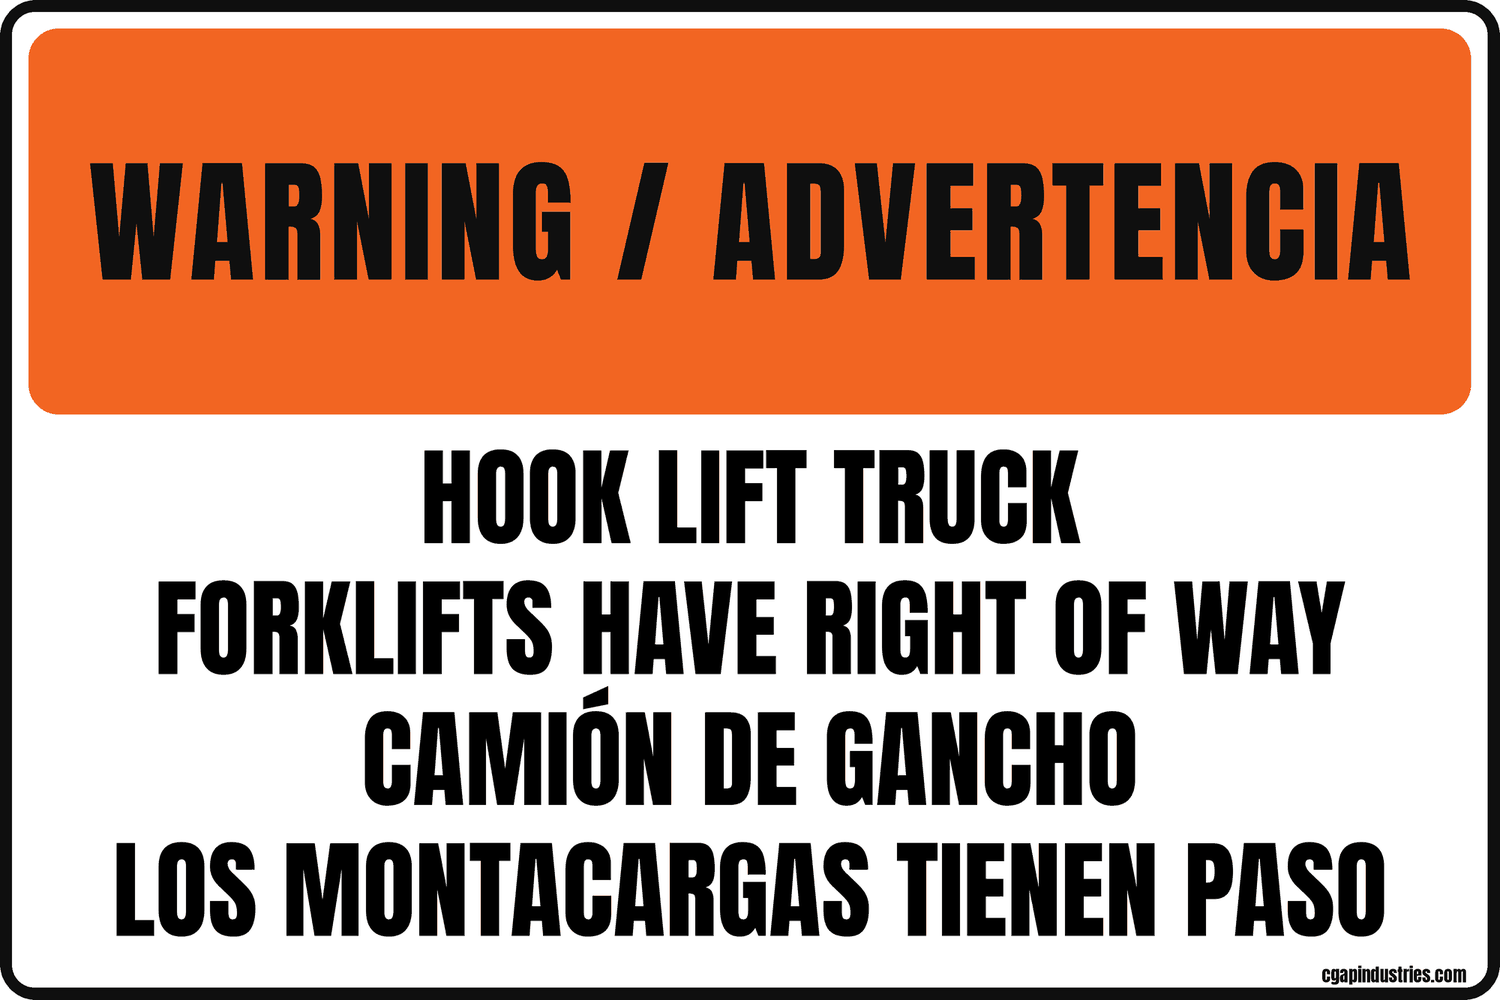 WARNING / ADVERTENCIA
HOOK LIFT TRUCK
FORKLIFTS HAVE RIGHT OF WAY
CAMIÓN DE GANCHO
LOS MONTACARGAS TIENEN PASO
cgapindustries.com